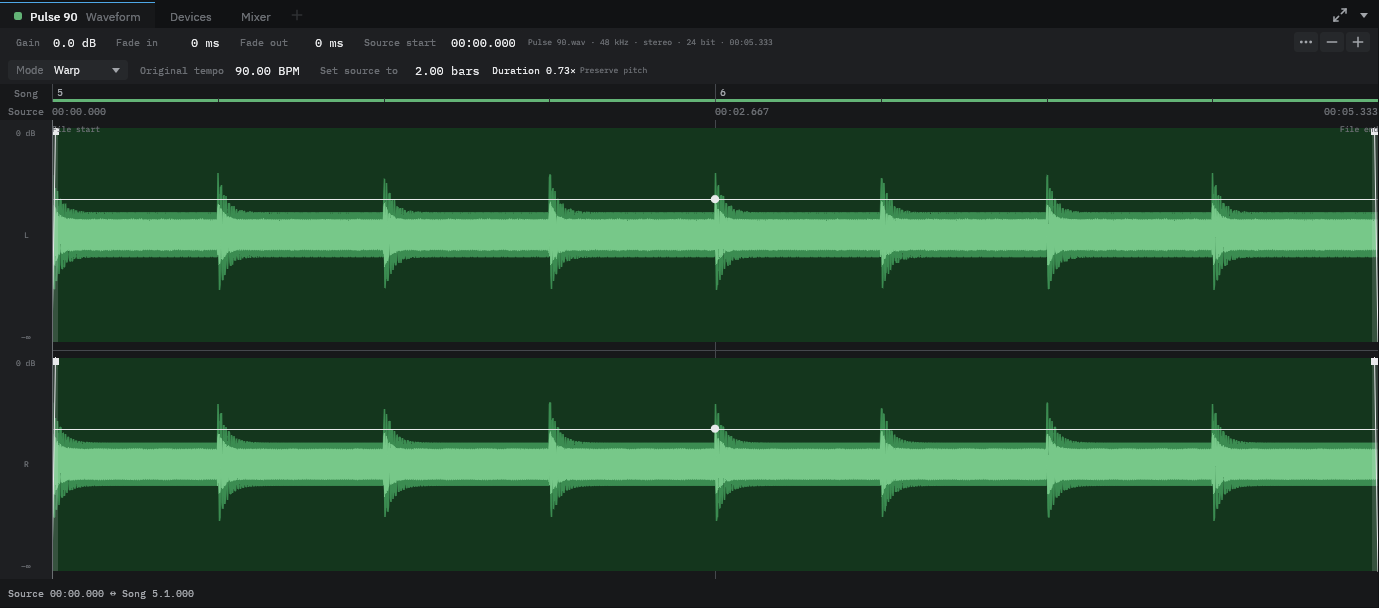 Pulse 90 Waveform Devices Mixer
Gain 0.0 dB Fade in 0 ms Fade out 0 ms Source start 00:00.000 Pulse 90.wav · 48 kHz · stereo · 24 bit · 00:05.333
Mode Warp Original tempo 90.00 BPM Set source to 2.00 bars Duration 0.73× Preserve pitch
Song 5 6
Source 00:00.000 00:02.667 00:05.333
0 dB File start File end
L
-∞
0 dB
R
-∞
Source 00:00.000 ⇔ Song 5.1.000